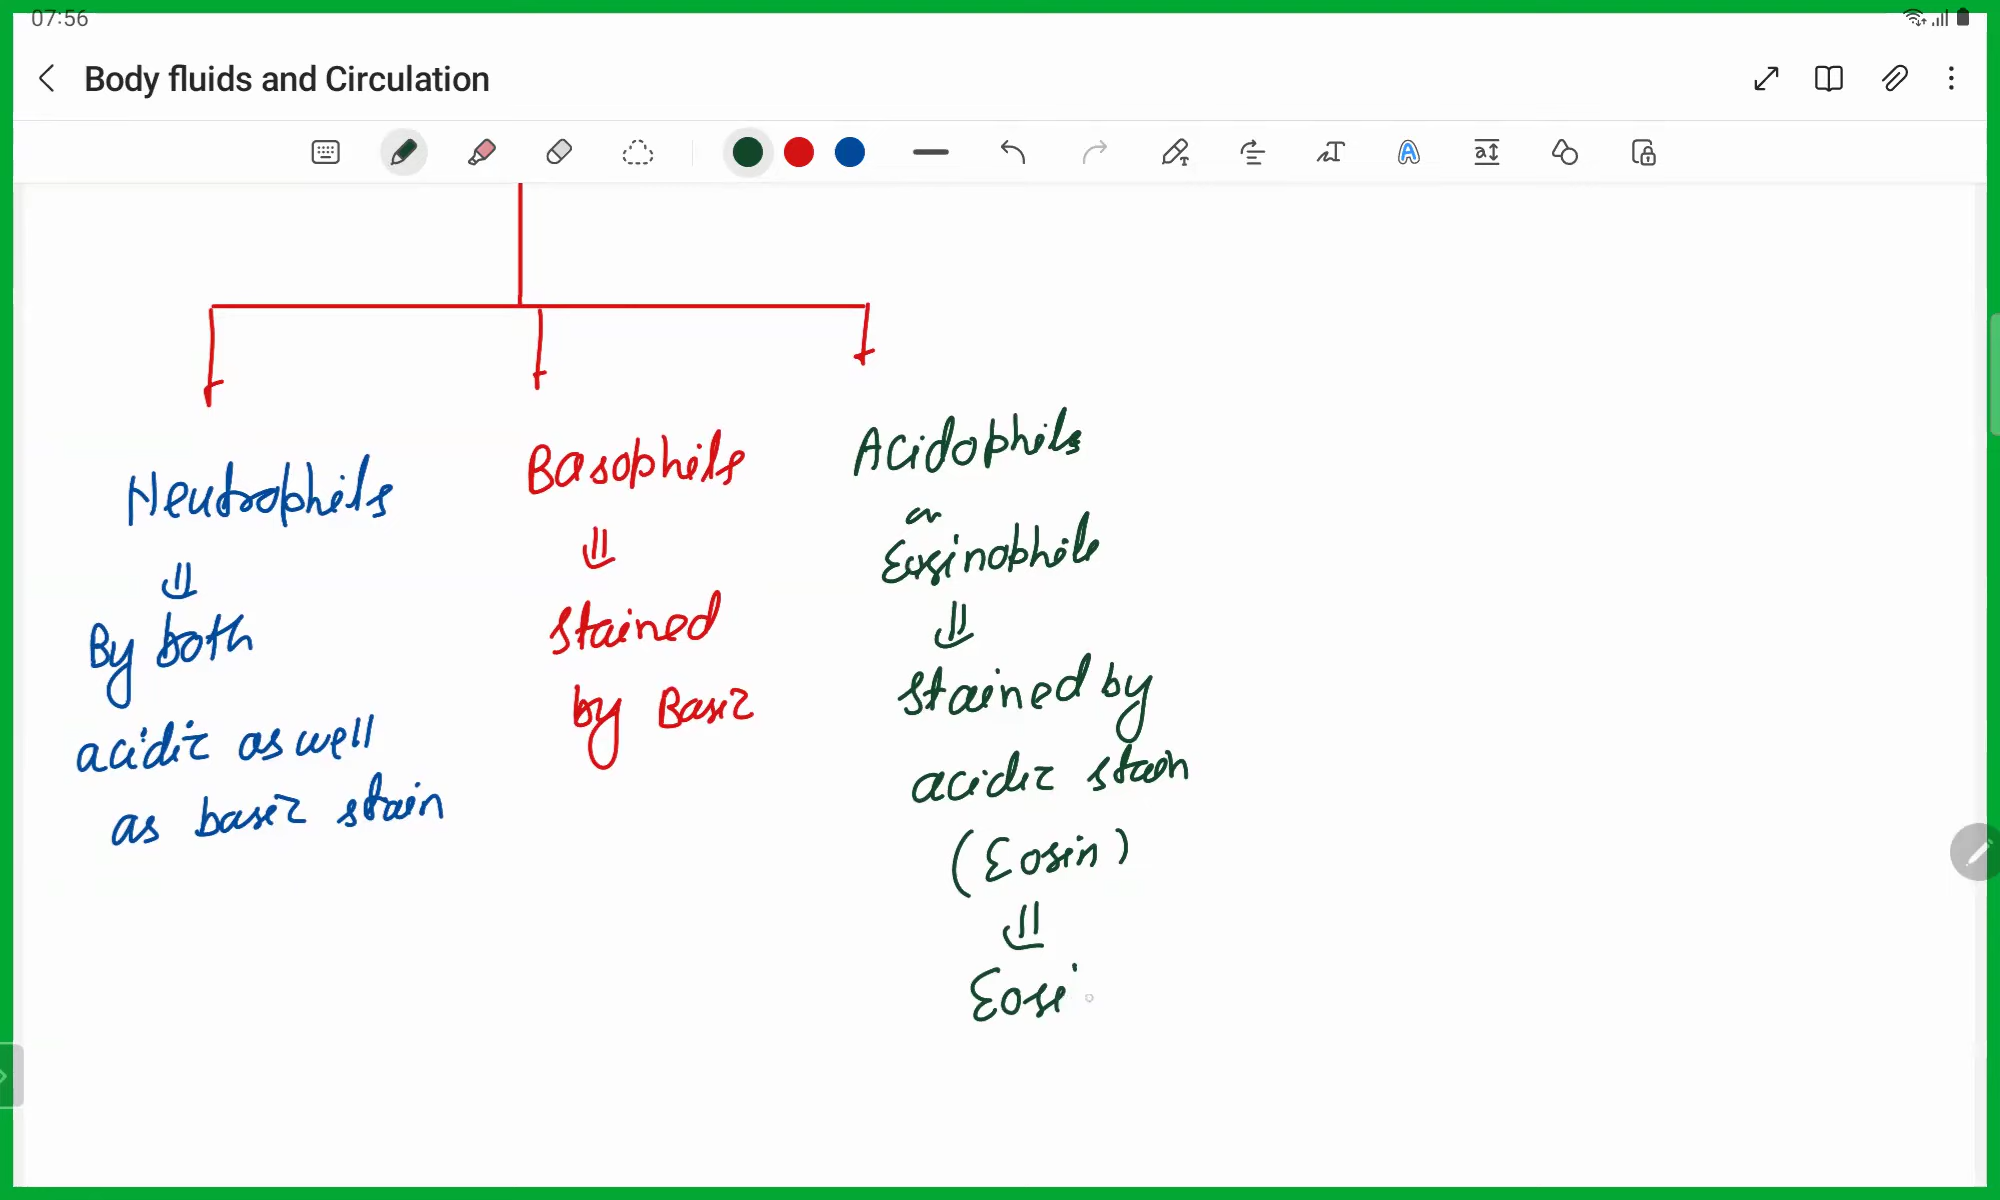 07:56
Body fluids and Circulation
Neutrophils
By both
acidic as well
as basic stain
Basophils
stained
by Basic
Acidophils
or
Eosinophils
stained by
acidic stain
(Eosin)
Eosi